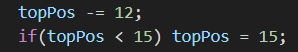 topPos -= 12;
if(topPos < 15) topPos = 15;